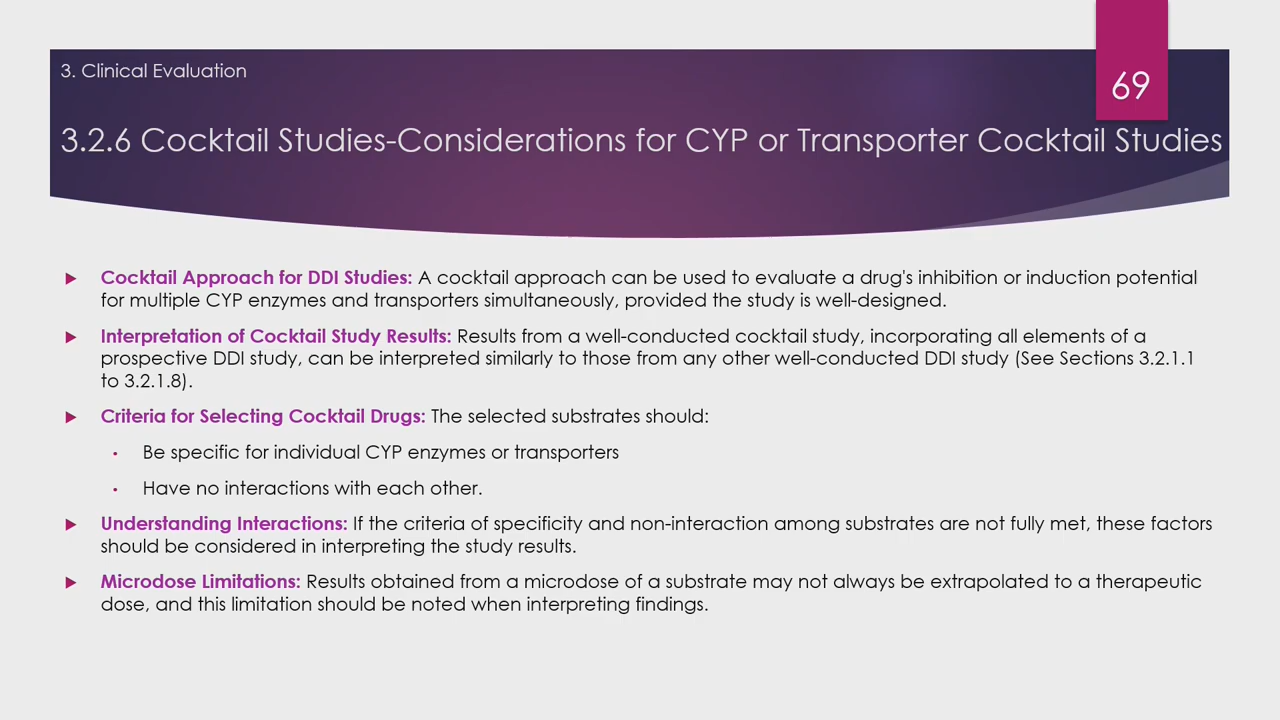 3. Clinical Evaluation
69
3.2.6 Cocktail Studies-Considerations for CYP or Transporter Cocktail Studies
Cocktail Approach for DDI Studies: A cocktail approach can be used to evaluate a drug's inhibition or induction potential
for multiple CYP enzymes and transporters simultaneously, provided the study is well-designed.
Interpretation of Cocktail Study Results: Results from a well-conducted cocktail study, incorporating all elements of a
prospective DDI study, can be interpreted similarly to those from any other well-conducted DDI study (See Sections 3.2.1.1
to 3.2.1.8).
Criteria for Selecting Cocktail Drugs: The selected substrates should:
Be specific for individual CYP enzymes or transporters
Have no interactions with each other.
Understanding Interactions: If the criteria of specificity and non-interaction among substrates are not fully met, these factors
should be considered in interpreting the study results.
Microdose Limitations: Results obtained from a microdose of a substrate may not always be extrapolated to a therapeutic
dose, and this limitation should be noted when interpreting findings.